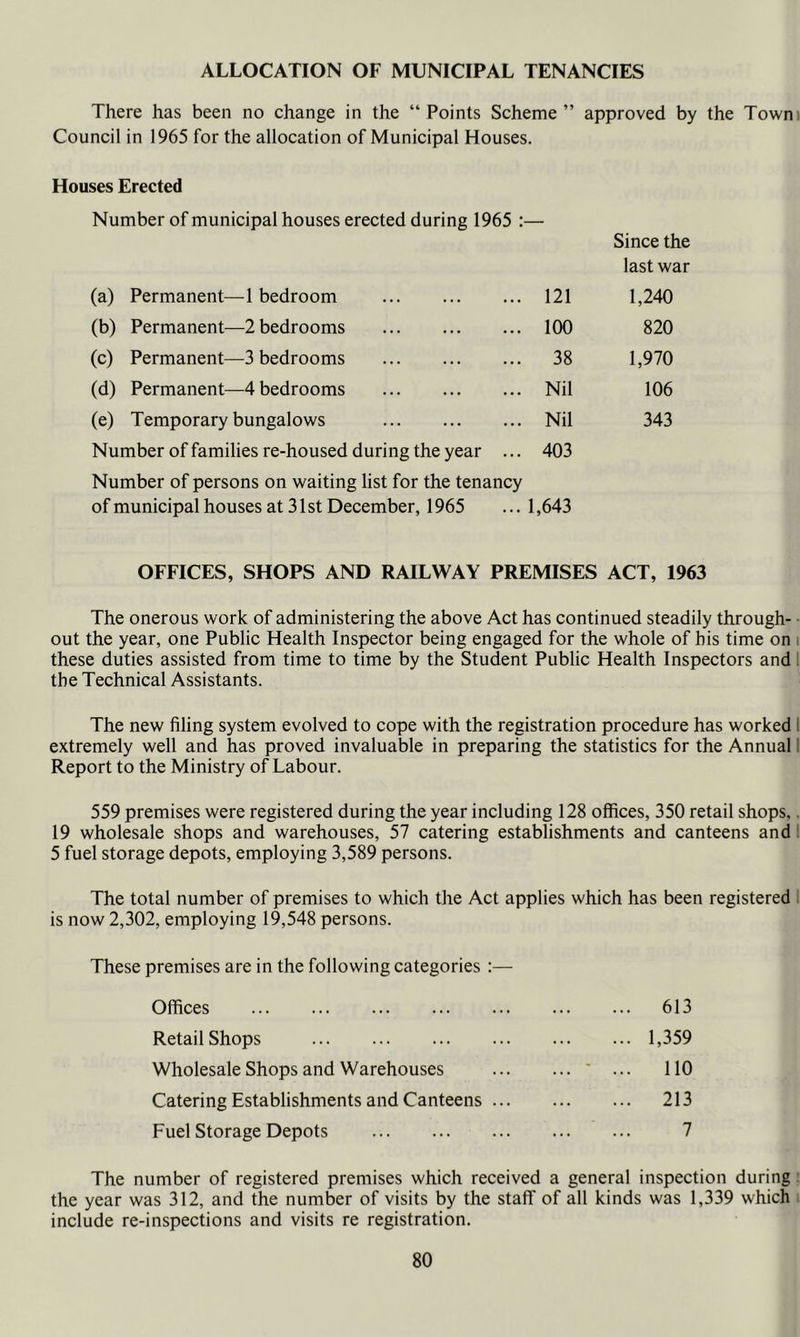 ALLOCATION OF MUNICIPAL TENANCIES
There has been no change in the “ Points Scheme ” approved by the Town
Council in 1965 for the allocation of Municipal Houses.
Houses Erected
Number of municipal houses erected during 1965 :—
Since the
last war
(a) Permanent—1 bedroom ... ... ... 121 1,240
(b) Permanent—2 bedrooms ... ... ... 100 820
(c) Permanent—3 bedrooms ... ... ... 38 1,970
(d) Permanent—4 bedrooms ... ... ... Nil 106
(e) Temporary bungalows ... ... ... Nil 343
Number of families re-housed during the year ... 403
Number of persons on waiting list for the tenancy
of municipal houses at 31st December, 1965 ... 1,643
OFFICES, SHOPS AND RAILWAY PREMISES ACT, 1963
The onerous work of administering the above Act has continued steadily through-
out the year, one Public Health Inspector being engaged for the whole of his time on
these duties assisted from time to time by the Student Public Health Inspectors and
the Technical Assistants.
The new filing system evolved to cope with the registration procedure has worked
extremely well and has proved invaluable in preparing the statistics for the Annual
Report to the Ministry of Labour.
559 premises were registered during the year including 128 offices, 350 retail shops,
19 wholesale shops and warehouses, 57 catering establishments and canteens and
5 fuel storage depots, employing 3,589 persons.
The total number of premises to which the Act applies which has been registered
is now 2,302, employing 19,548 persons.
These premises are in the following categories :—
Offices ... ... ... ... ... ... ... 613
Retail Shops ... ... ... ... ... ... 1,359
Wholesale Shops and Warehouses ... ... ... 110
Catering Establishments and Canteens ... ... ... 213
Fuel Storage Depots ... ... ... ... ... 7
The number of registered premises which received a general inspection during
the year was 312, and the number of visits by the staff of all kinds was 1,339 which
include re-inspections and visits re registration.
80